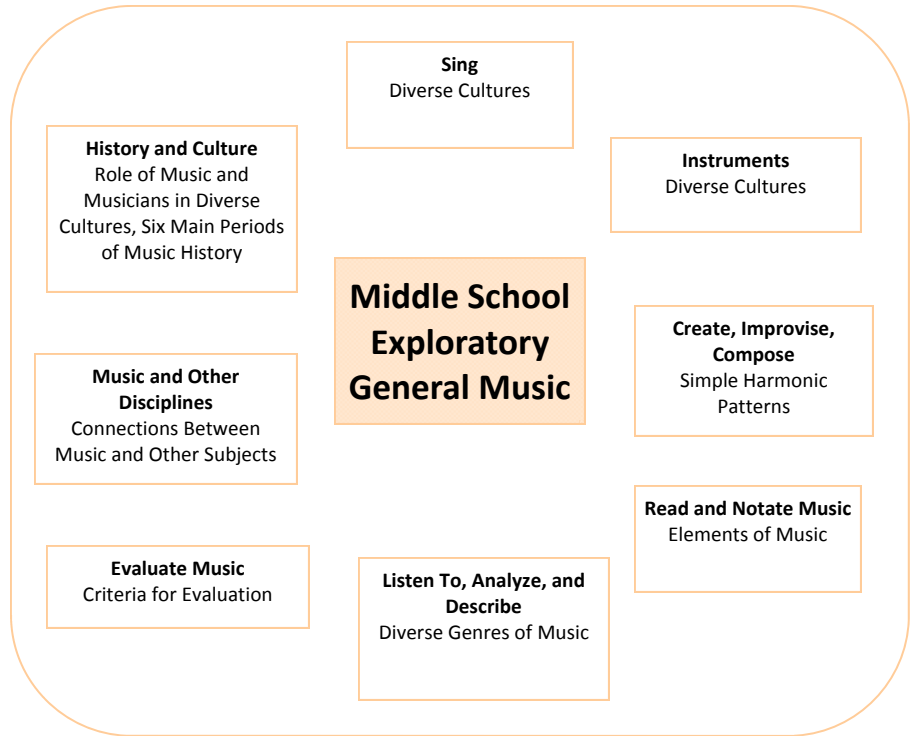 Sing
Diverse Cultures
History and Culture
Role of Music and
Musicians in Diverse
Cultures, Six Main Periods
of Music History
Instruments
Diverse Cultures
Middle School
Exploratory
General Music
Create, Improvise,
Compose
Simple Harmonic
Patterns
Music and Other
Disciplines
Connections Between
Music and Other Subjects
Read and Notate Music
Elements of Music
Evaluate Music
Criteria for Evaluation
Listen To, Analyze, and
Describe
Diverse Genres of Music